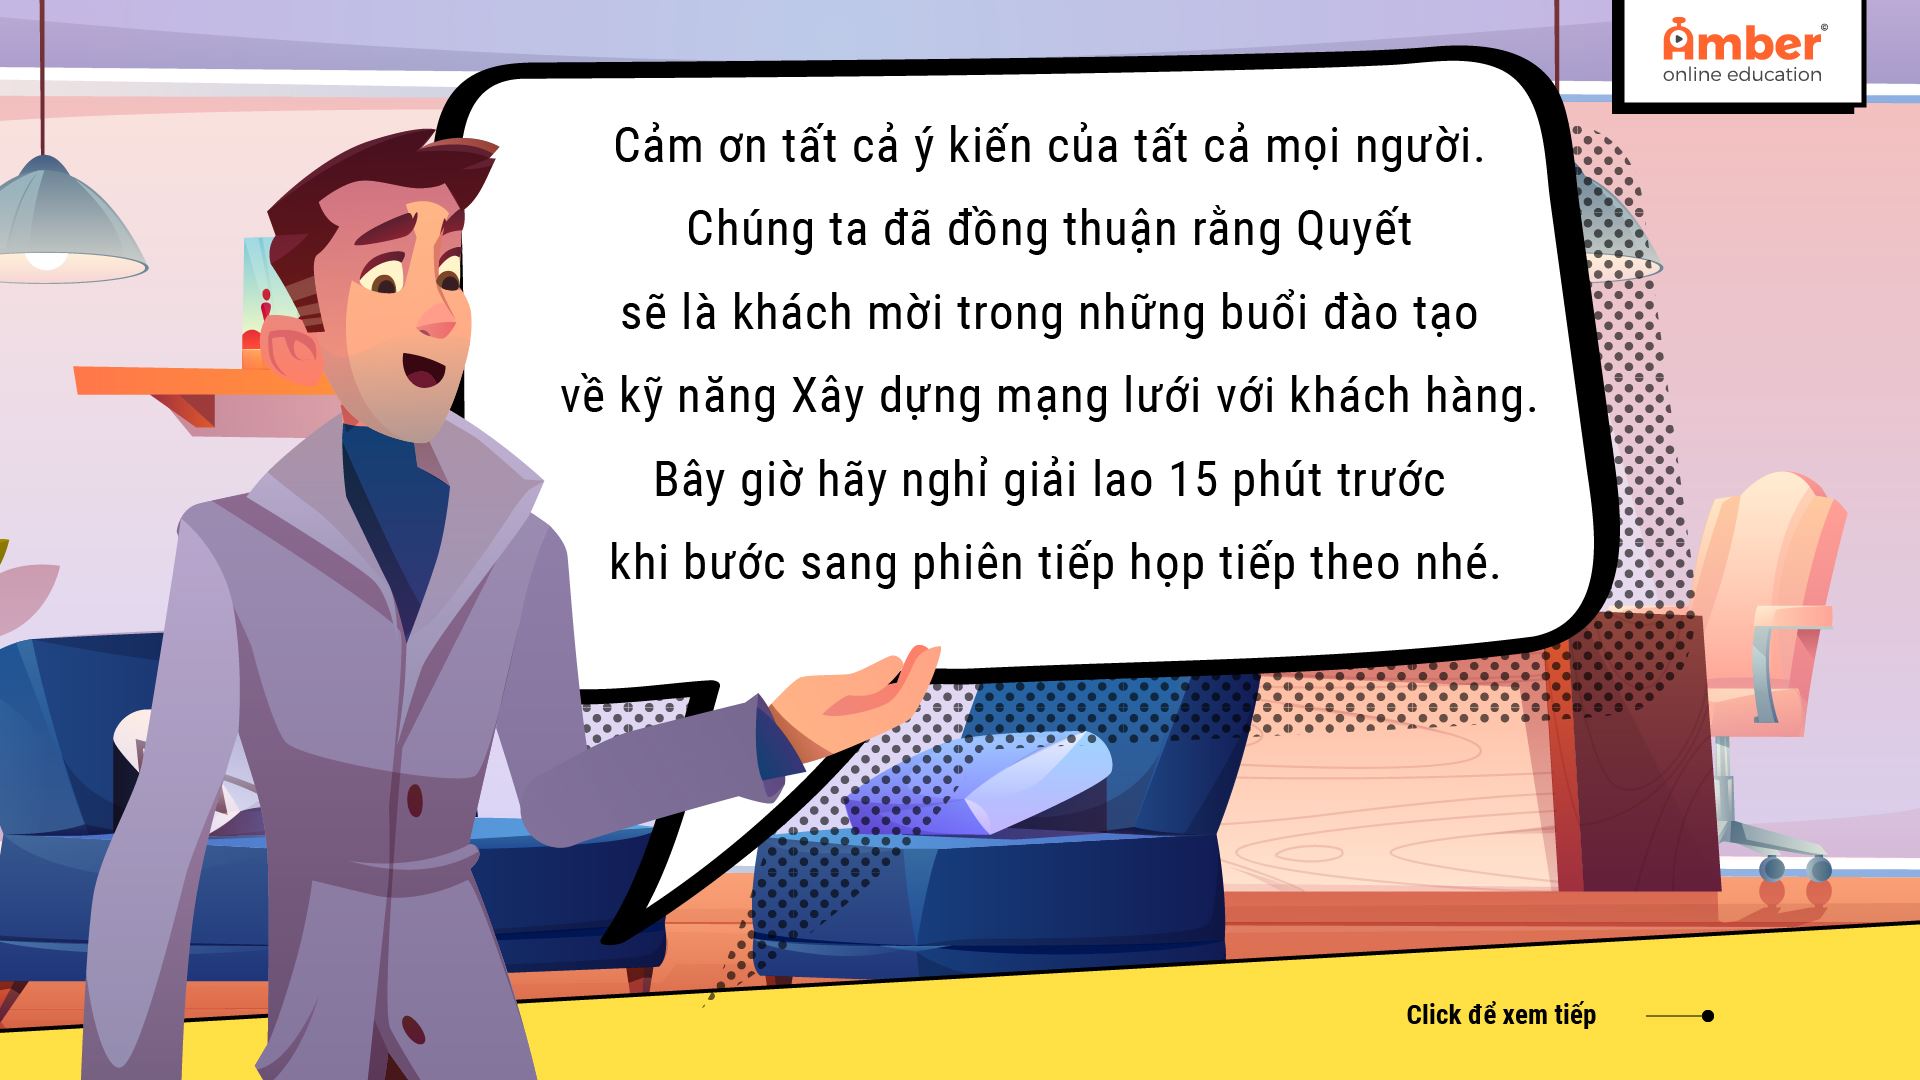 Amber©
online education
Cảm ơn tất cả ý kiến của tất cả mọi người.
Chúng ta đã đồng thuận rằng Quyết
sẽ là khách mời trong những buổi đào tạo
về kỹ năng Xây dựng mạng lưới với khách hàng.
Bây giờ hãy nghỉ giải lao 15 phút trước
khi bước sang phiên tiếp họp tiếp theo nhé.
Click để xem tiếp